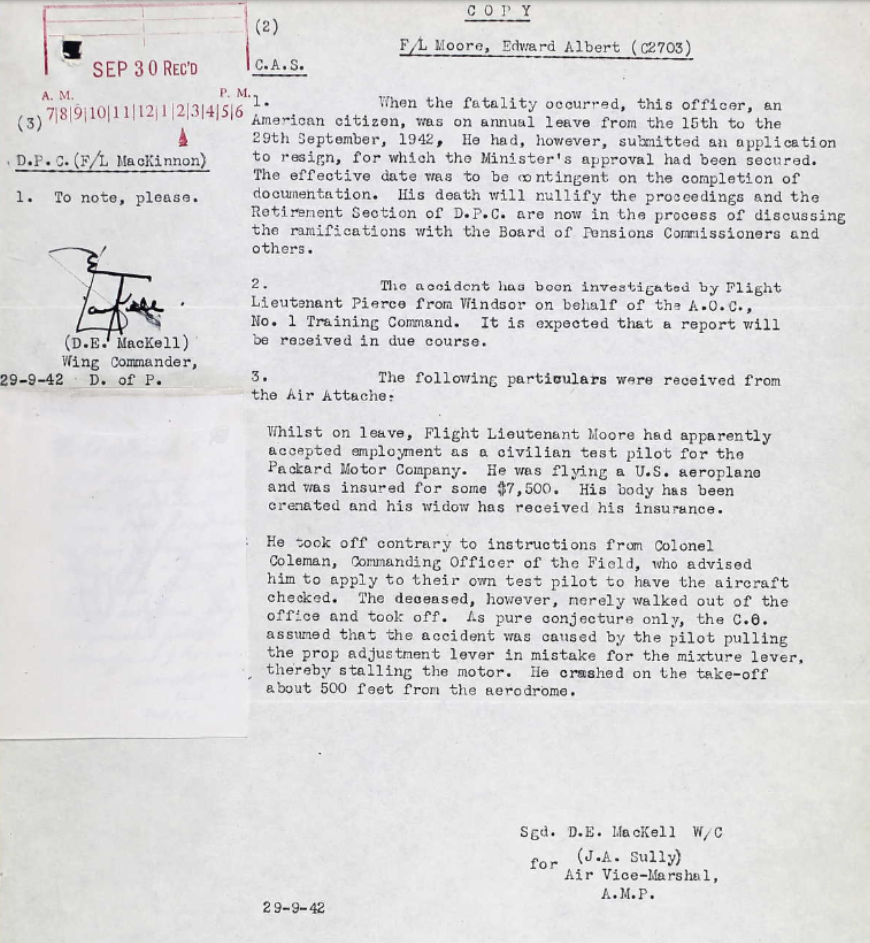 COPY
(2)
F/L Moore, Edward Albert (C2703)
C.A.S.
SEP 30 REC'D
A. M. P. M.
7|8|9|10|11|12|1|2|3|4|5|6
(3)
D.P.C.(F/L MacKinnon)
1. To note, please.
(D.E. MacKell)
Wing Commander,
29-9-42 D. of P.
1. When the fatality occurred, this officer, an
American citizen, was on annual leave from the 15th to the
29th September, 1942, He had, however, submitted an application
to resign, for which the Minister's approval had been secured.
The effective date was to be contingent on the completion of
documentation. His death will nullify the proceedings and the
Retirement Section of D.P.C. are now in the process of discussing
the ramifications with the Board of Pensions Commissioners and
others.
2. The accident has been investigated by Flight
Lieutenant Pierce from Windsor on behalf of the A.O.C.,
No. 1 Training Command. It is expected that a report will
be received in due course.
3. The following particulars were received from
the Air Attache:
Whilst on leave, Flight Lieutenant Moore had apparently
accepted employment as a civilian test pilot for the
Packard Motor Company. He was flying a U.S. aeroplane
and was insured for some $7,500. His body has been
cremated and his widow has received his insurance.
He took off contrary to instructions from Colonel
Coleman, Commanding Officer of the Field, who advised
him to apply to their own test pilot to have the aircraft
checked. The deceased, however, merely walked out of the
office and took off. As pure conjecture only, the C.O.
assumed that the accident was caused by the pilot pulling
the prop adjustment lever in mistake for the mixture lever,
thereby stalling the motor. He crashed on the take-off
about 500 feet from the aerodrome.
Sgd. D.E. MacKell W/C
for (J.A. Sully)
Air Vice-Marshal,
A.M.P.
29-9-42